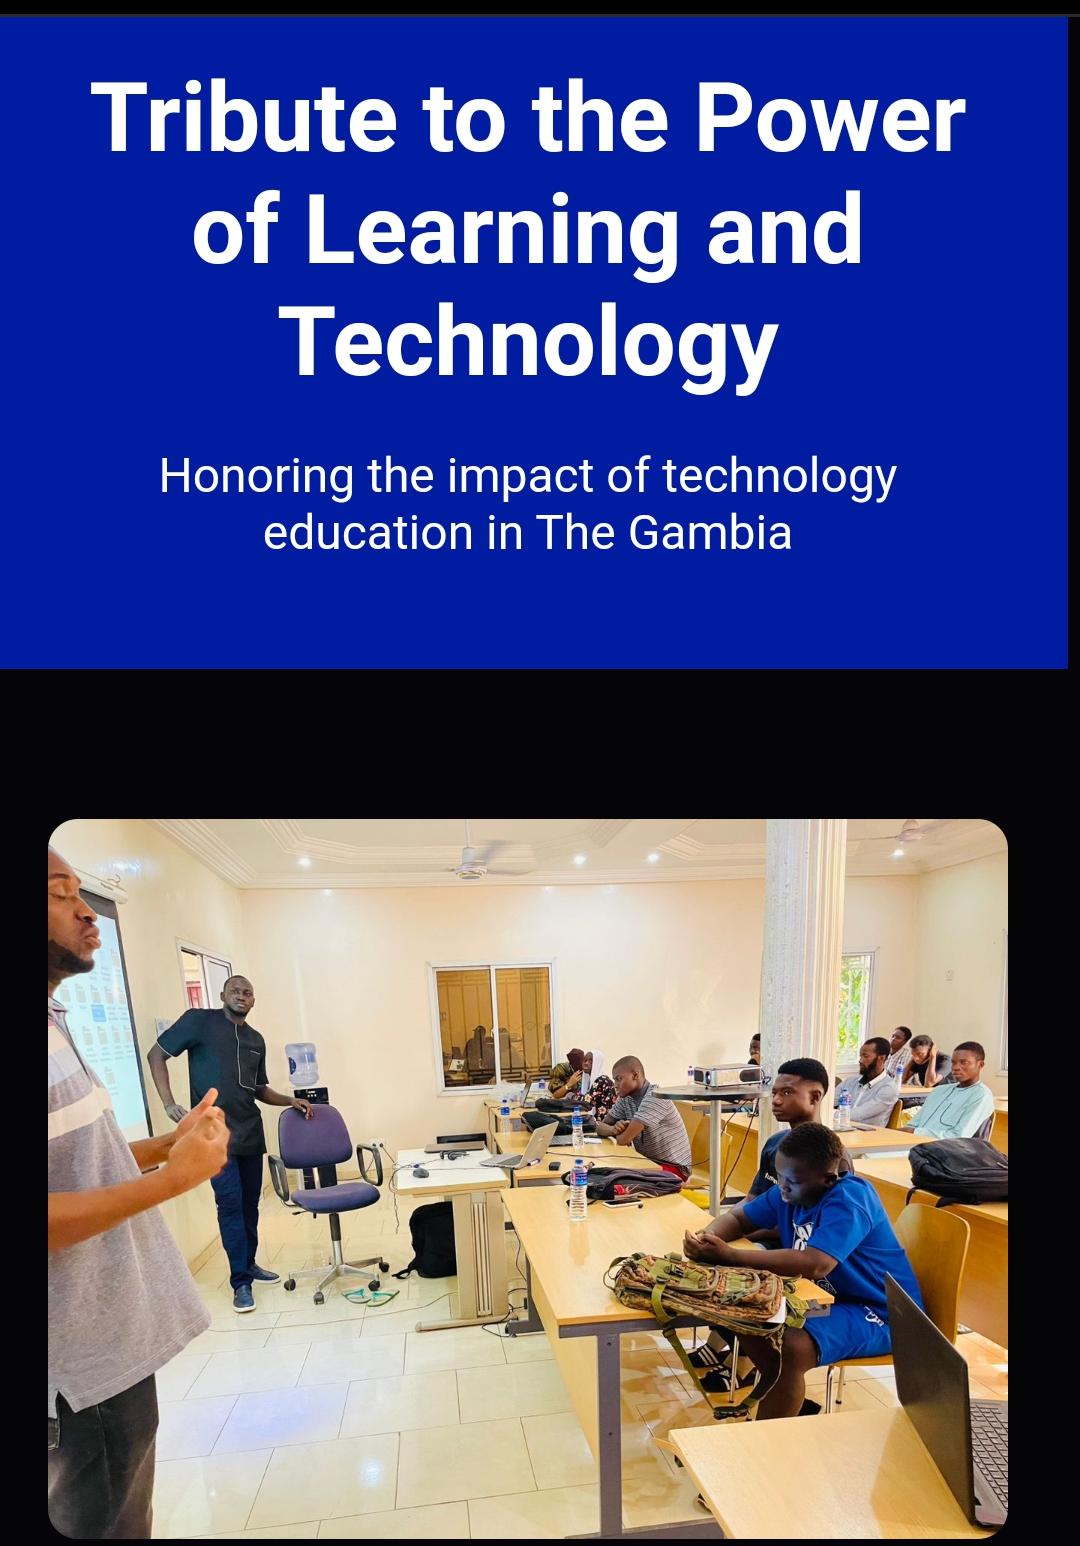 Tribute to the Power
of Learning and
Technology
Honoring the impact of technology
education in The Gambia